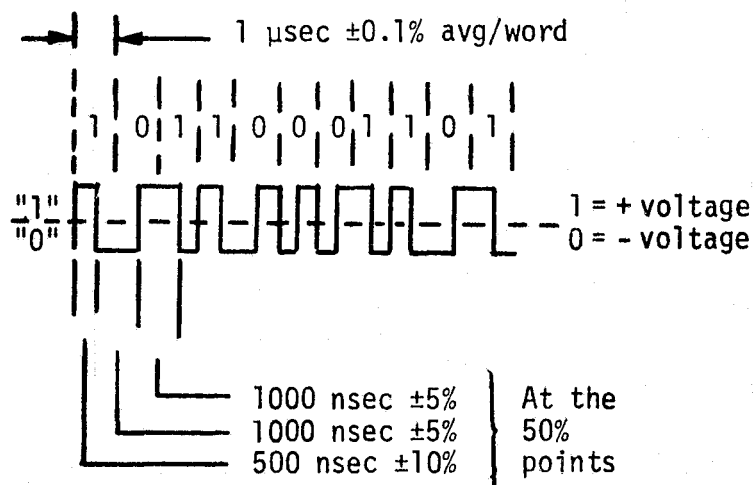 1 μsec ±0.1% avg/word
1 0 1 1 0 0 0 1 1 0 1
"1"
"0"
1 = + voltage
0 = - voltage
1000 nsec ±5%
1000 nsec ±5%
500 nsec ±10%
At the
50%
points